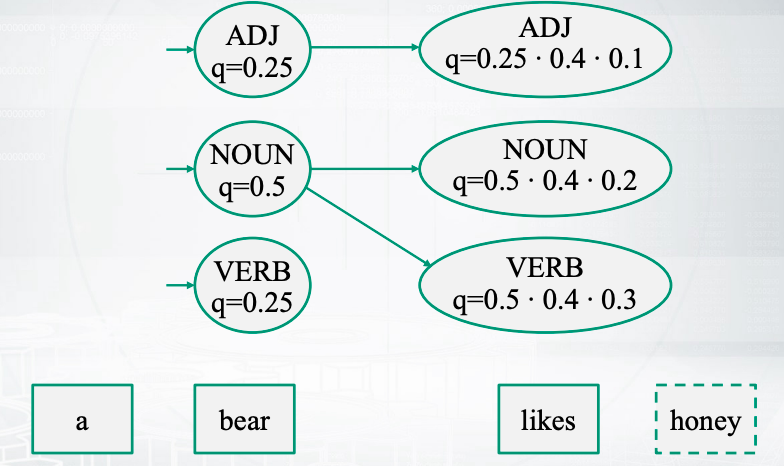 ADJ
q=0.25
ADJ
q=0.25 · 0.4 · 0.1
NOUN
q=0.5
NOUN
q=0.5 · 0.4 · 0.2
VERB
q=0.25
VERB
q=0.5 · 0.4 · 0.3
a
bear
likes
honey